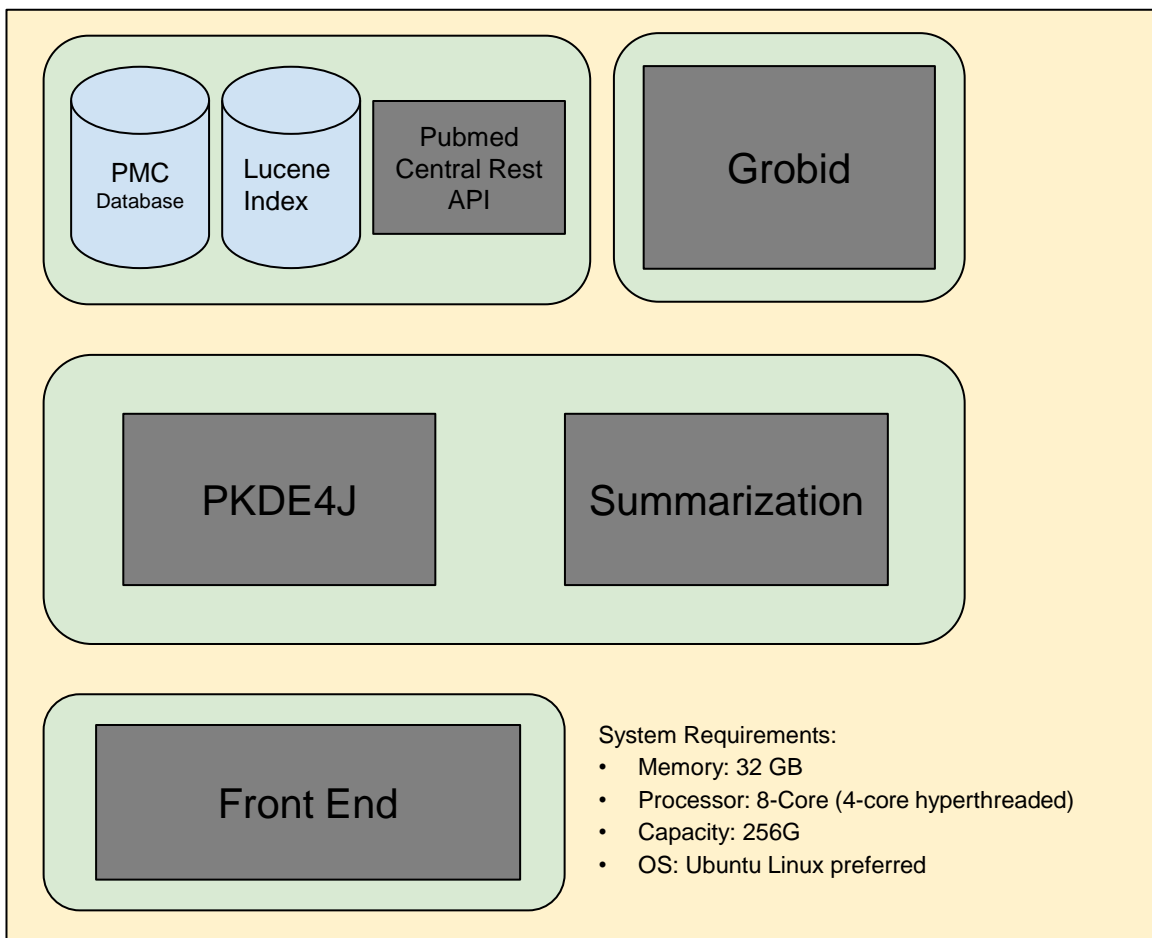 PMC
Database
Lucene
Index
Pubmed
Central Rest
API
Grobid
PKDE4J
Summarization
Front End
System Requirements:
• Memory: 32 GB
• Processor: 8-Core (4-core hyperthreaded)
• Capacity: 256G
• OS: Ubuntu Linux preferred